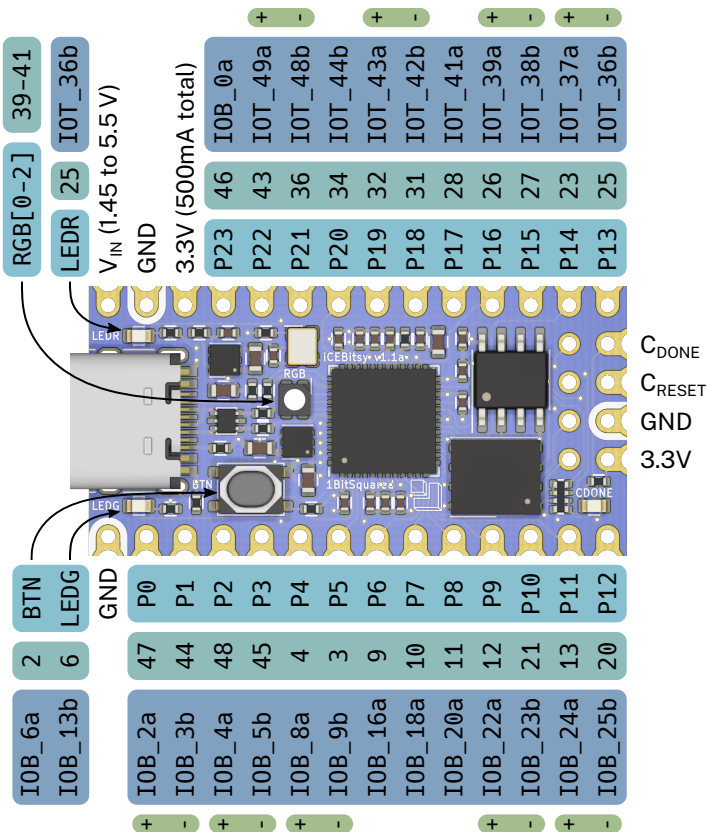 RGB[0-2] 39-41
LEDR 25 IOT_36b
V_IN (1.45 to 5.5 V)
GND
3.3V (500mA total)
P23 46 IOB_0a
P22 43 IOT_49a +
P21 36 IOT_48b -
P20 34 IOT_44b
P19 32 IOT_43a +
P18 31 IOT_42b -
P17 28 IOT_41a
P16 26 IOT_39a +
P15 27 IOT_38b -
P14 23 IOT_37a +
P13 25 IOT_36b -
LEDR
iCEBitsy v1.1a
RGB
BTN
1BitSquared
LEDG
CDONE
C_DONE
C_RESET
GND
3.3V
IOB_6a 2 BTN
IOB_13b 6 LEDG
GND
+ IOB_2a 47 P0
- IOB_3b 44 P1
+ IOB_4a 48 P2
- IOB_5b 45 P3
+ IOB_8a 4 P4
- IOB_9b 3 P5
IOB_16a 9 P6
IOB_18a 10 P7
IOB_20a 11 P8
+ IOB_22a 12 P9
- IOB_23b 21 P10
+ IOB_24a 13 P11
- IOB_25b 20 P12